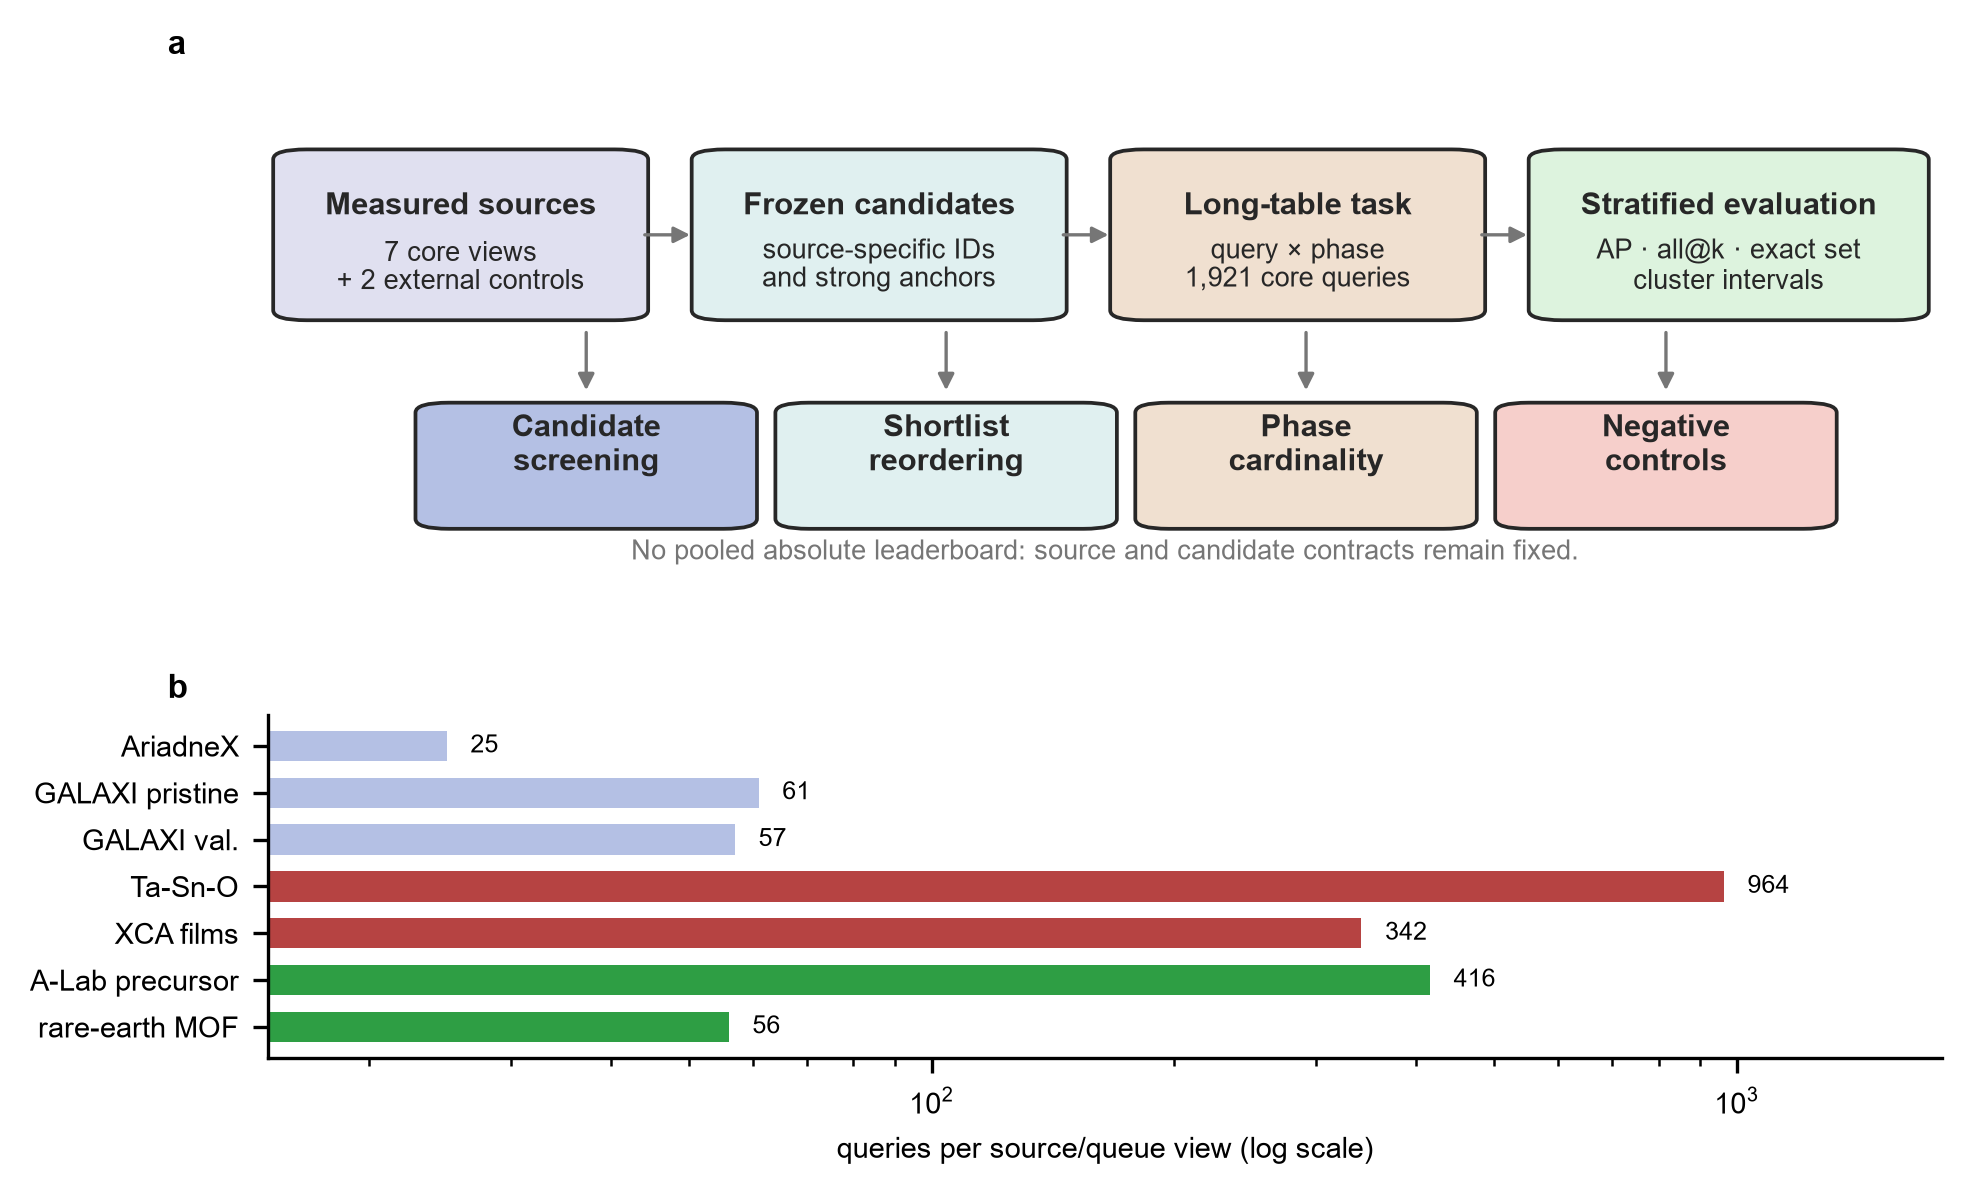 a
Measured sources
7 core views
+ 2 external controls
Frozen candidates
source-specific IDs
and strong anchors
Long-table task
query × phase
1,921 core queries
Stratified evaluation
AP · all@k · exact set
cluster intervals
Candidate
screening
Shortlist
reordering
Phase
cardinality
Negative
controls
No pooled absolute leaderboard: source and candidate contracts remain fixed.
b
AriadneX 25
GALAXI pristine 61
GALAXI val. 57
Ta-Sn-O 964
XCA films 342
A-Lab precursor 416
rare-earth MOF 56
10² 10³
queries per source/queue view (log scale)